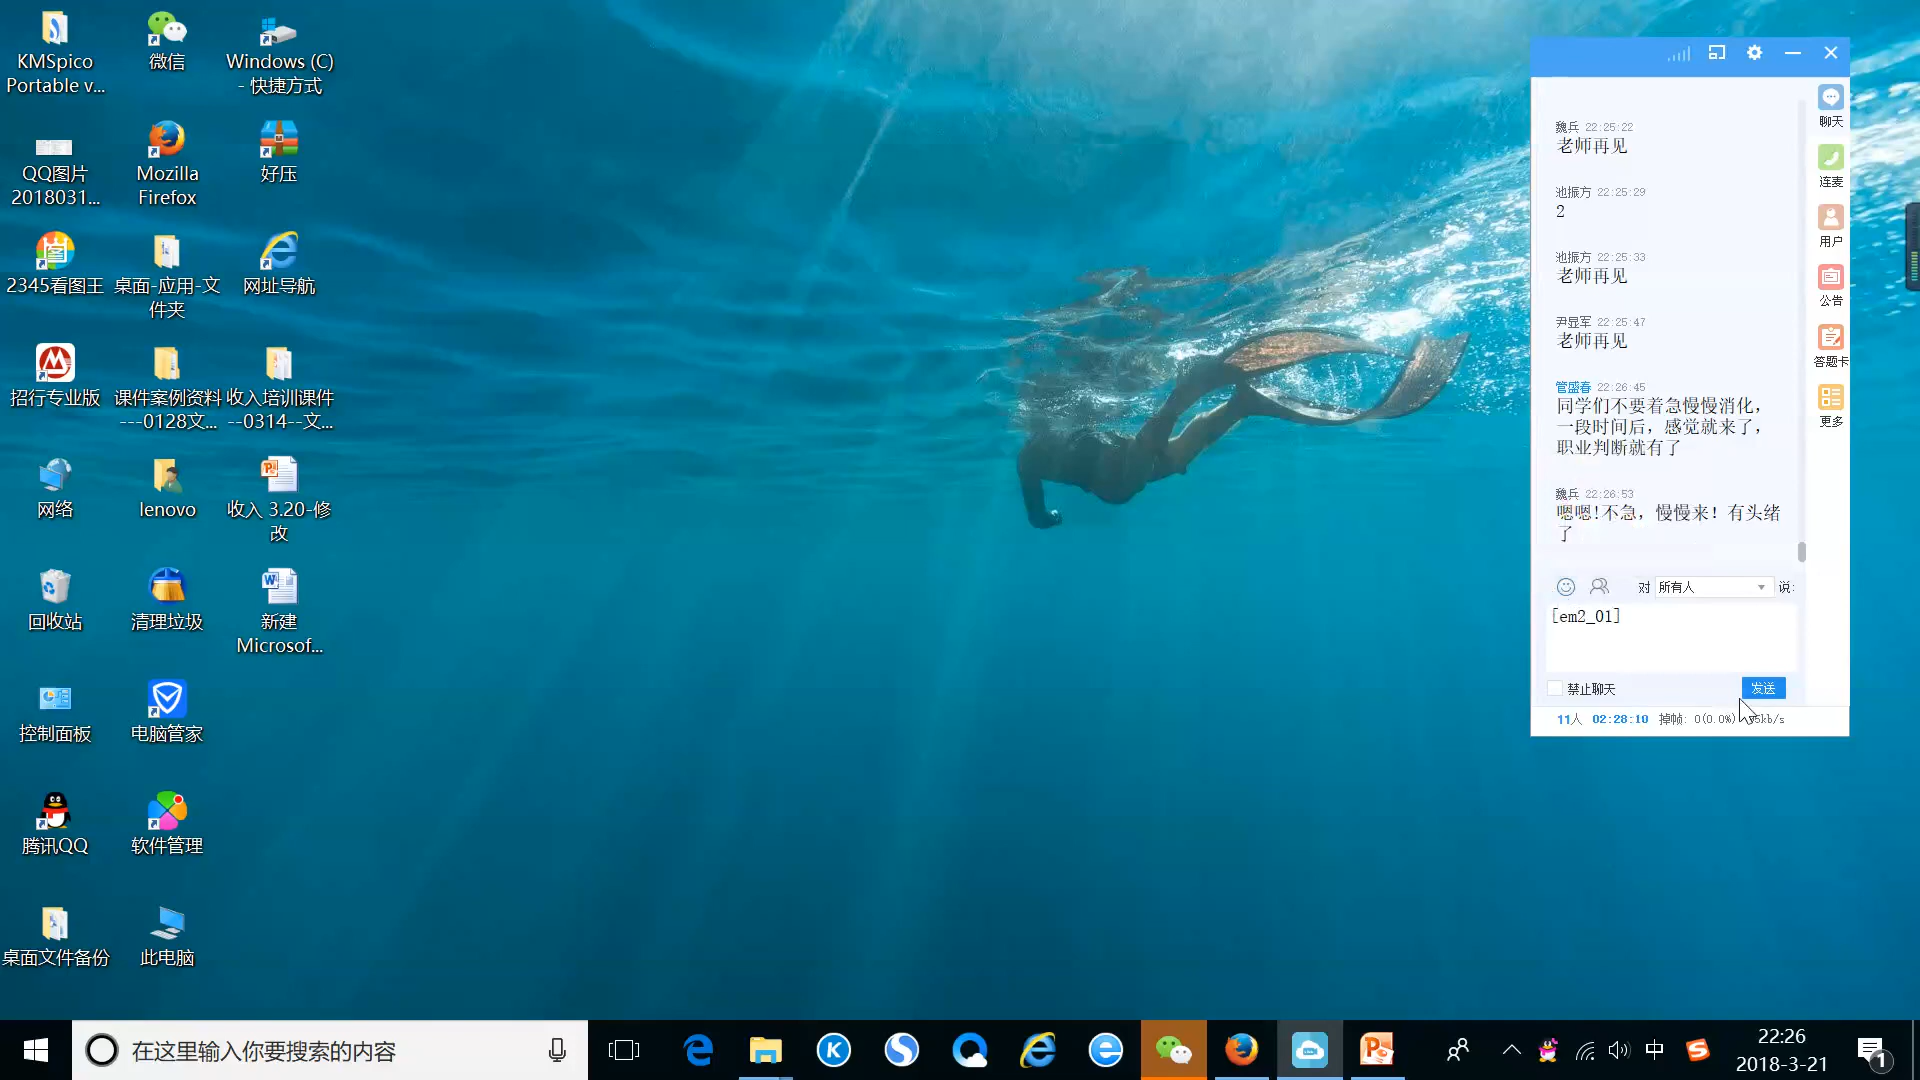 KMSpico
Portable v...
微信
Windows (C)
- 快捷方式
QQ图片
2018031...
Mozilla
Firefox
好压
2345看图王
桌面-应用-文
件夹
网址导航
招行专业版
课件案例资料
---0128文...
收入培训课件
--0314--文...
网络
lenovo
收入 3.20-修
改
回收站
清理垃圾
新建
Microsof...
控制面板
电脑管家
腾讯QQ
软件管理
桌面文件备份
此电脑
魏兵 22:25:22
老师再见
池振方 22:25:29
2
池振方 22:25:33
老师再见
尹显军 22:25:47
老师再见
管盛春 22:26:45
同学们不要着急慢慢消化,
一段时间后, 感觉就来了,
职业判断就有了
魏兵 22:26:53
嗯嗯!不急, 慢慢来! 有头绪
了
聊天
连麦
用户
公告
答题卡
更多
对 所有人 说:
[em2_01]
禁止聊天
发送
11人 02:28:10 掉帧: 0(0.0%) 5kb/s
在这里输入你要搜索的内容
中
22:26
2018-3-21
1